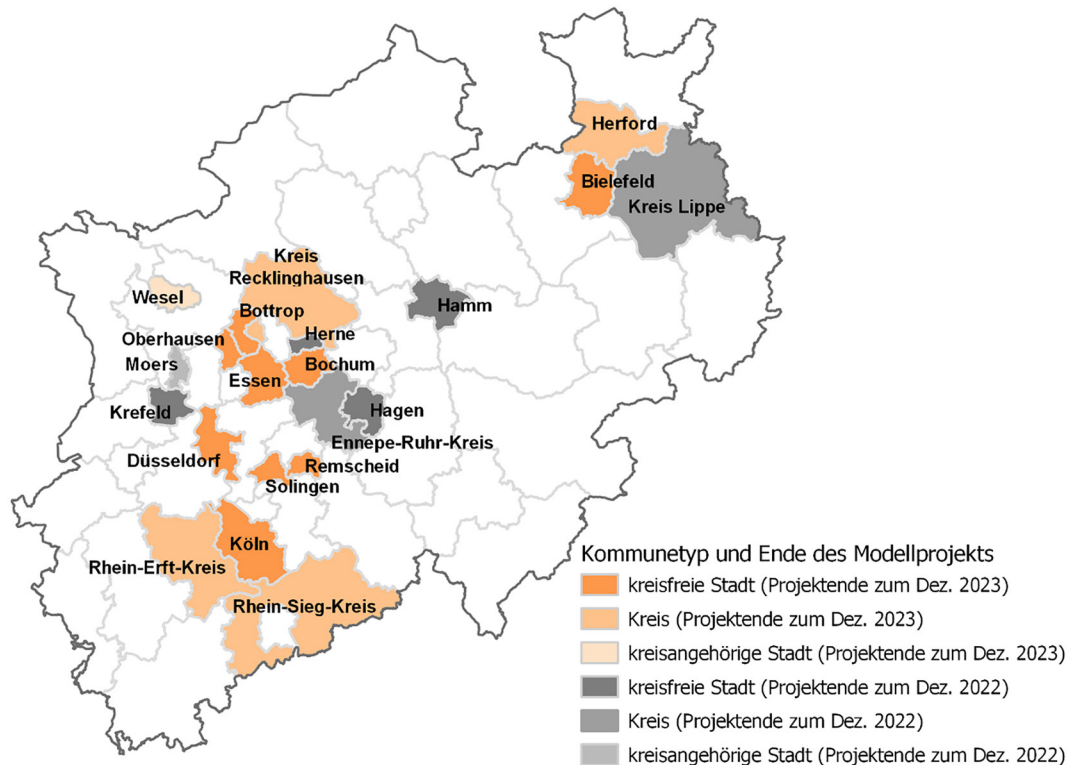 Herford
Bielefeld
Kreis Lippe
Kreis
Recklinghausen
Wesel
Hamm
Bottrop
Oberhausen
Herne
Moers
Bochum
Essen
Krefeld
Hagen
Ennepe-Ruhr-Kreis
Düsseldorf
Remscheid
Solingen
Köln
Rhein-Erft-Kreis
Rhein-Sieg-Kreis
Kommunetyp und Ende des Modellprojekts
kreisfreie Stadt (Projektende zum Dez. 2023)
Kreis (Projektende zum Dez. 2023)
kreisangehörige Stadt (Projektende zum Dez. 2023)
kreisfreie Stadt (Projektende zum Dez. 2022)
Kreis (Projektende zum Dez. 2022)
kreisangehörige Stadt (Projektende zum Dez. 2022)